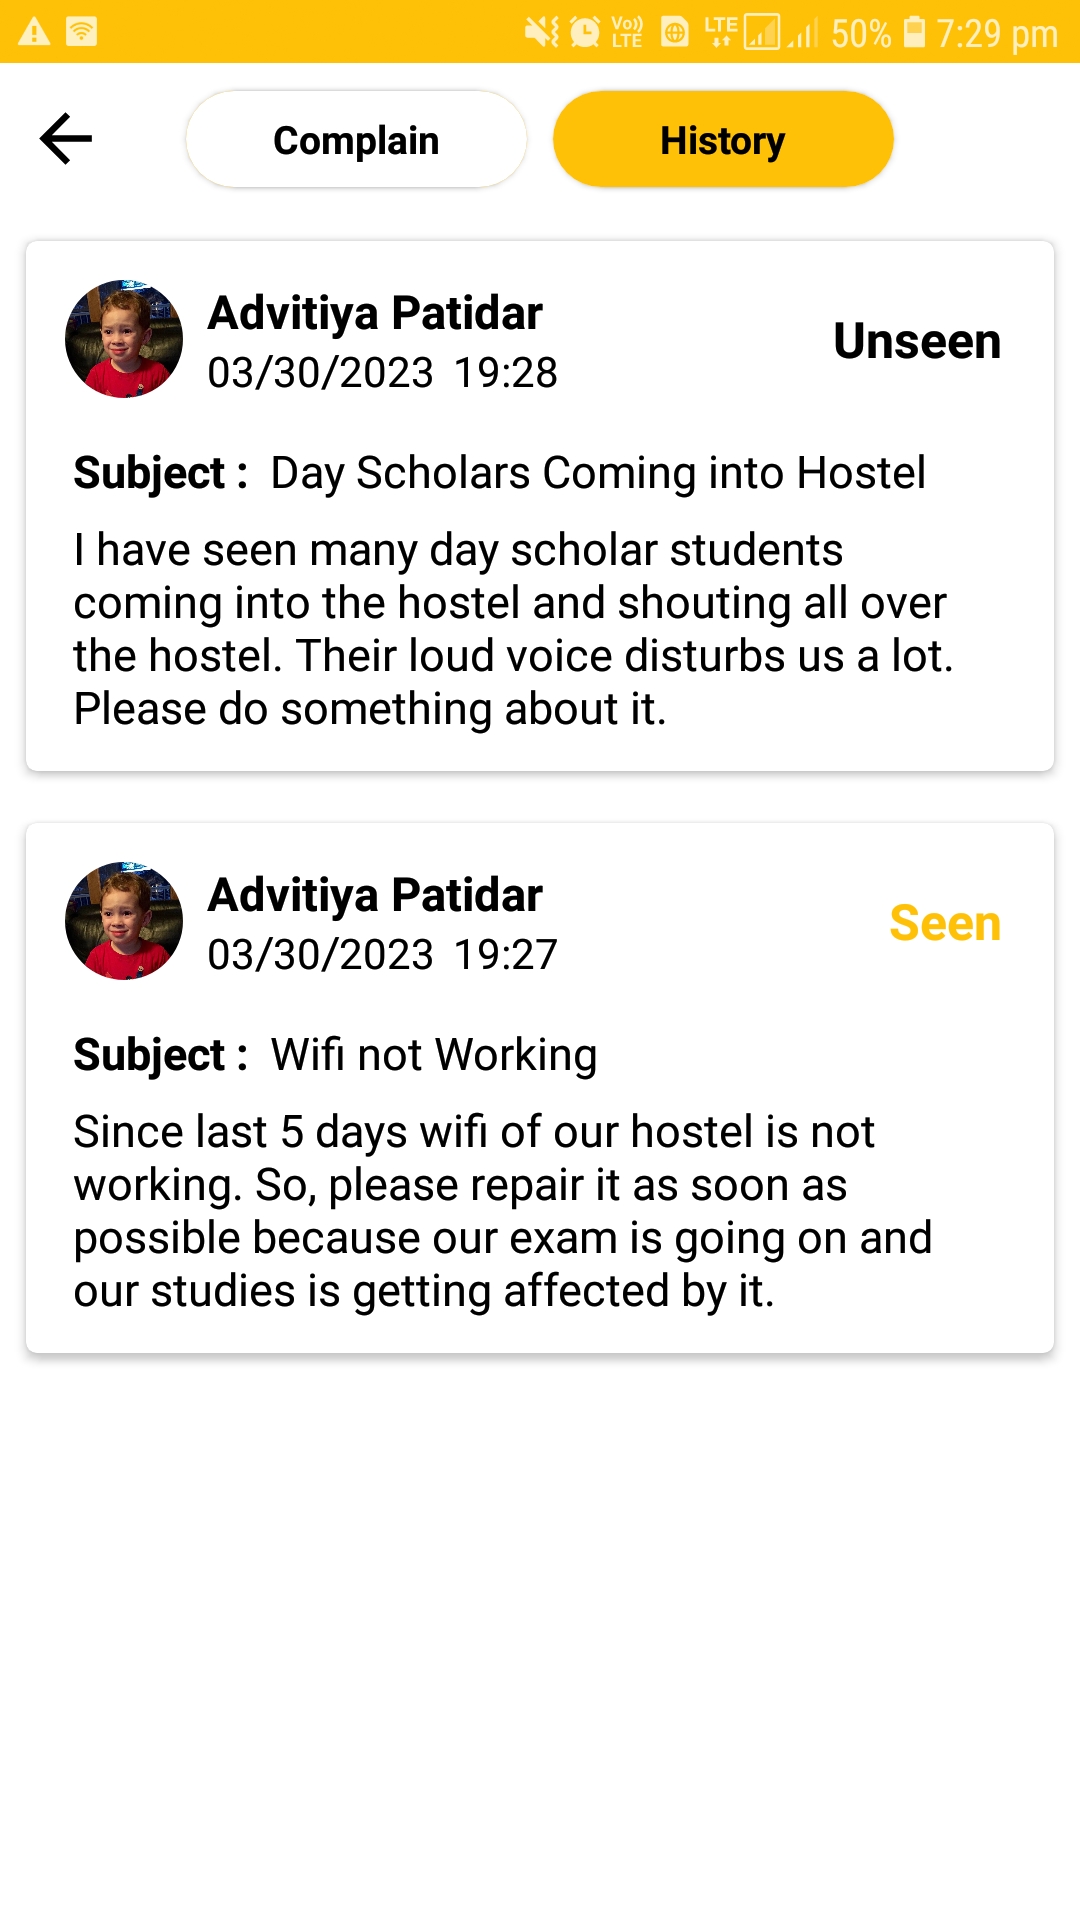 Vo)) LTE LTE 50% 7:29 pm
Complain History
Advitiya Patidar
Unseen
03/30/2023 19:28
Subject : Day Scholars Coming into Hostel
I have seen many day scholar students
coming into the hostel and shouting all over
the hostel. Their loud voice disturbs us a lot.
Please do something about it.
Advitiya Patidar
Seen
03/30/2023 19:27
Subject : Wifi not Working
Since last 5 days wifi of our hostel is not
working. So, please repair it as soon as
possible because our exam is going on and
our studies is getting affected by it.